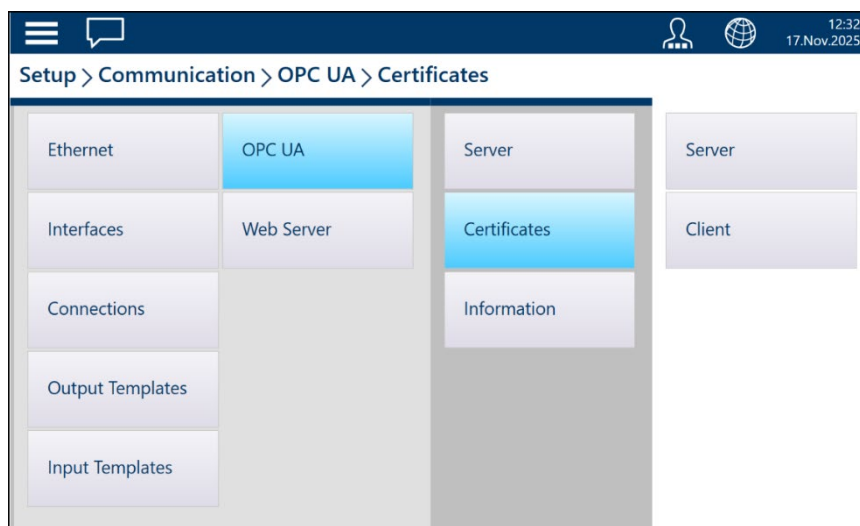 12:32
17.Nov.2025
Setup > Communication > OPC UA > Certificates
Ethernet
OPC UA
Server
Server
Interfaces
Web Server
Certificates
Client
Connections
Information
Output Templates
Input Templates